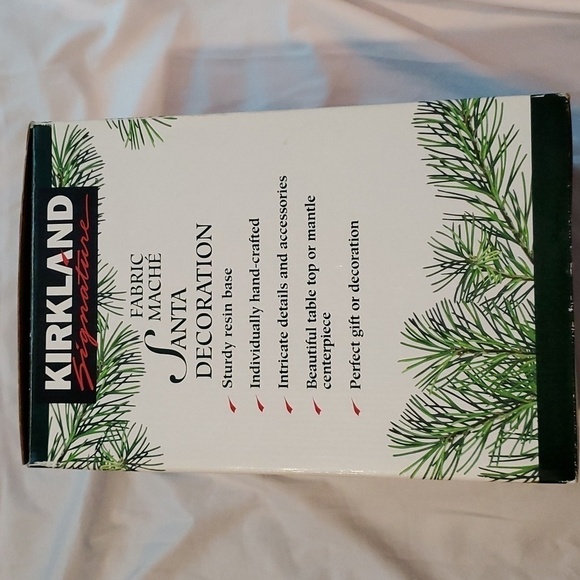 KIRKLAND
Signature
FABRIC
MACHÉ
SANTA
DECORATION
Sturdy resin base
Individually hand-crafted
Intricate details and accessories
Beautiful table top or mantle
centerpiece
Perfect gift or decoration